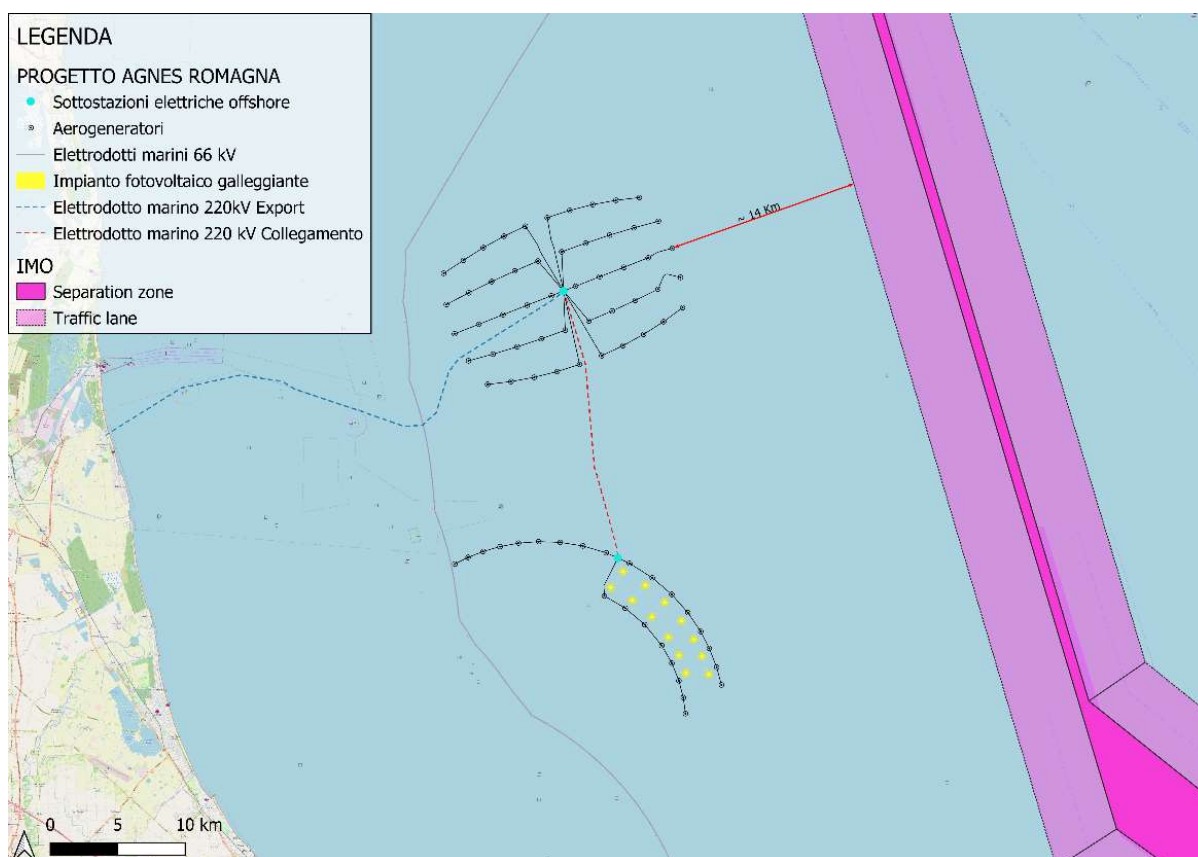 LEGENDA
PROGETTO AGNES ROMAGNA
Sottostazioni elettriche offshore
Aerogeneratori
Elettrodotti marini 66 kV
Impianto fotovoltaico galleggiante
Elettrodotto marino 220kV Export
Elettrodotto marino 220 kV Collegamento
IMO
Separation zone
Traffic lane
~ 14 Km
0 5 10 km